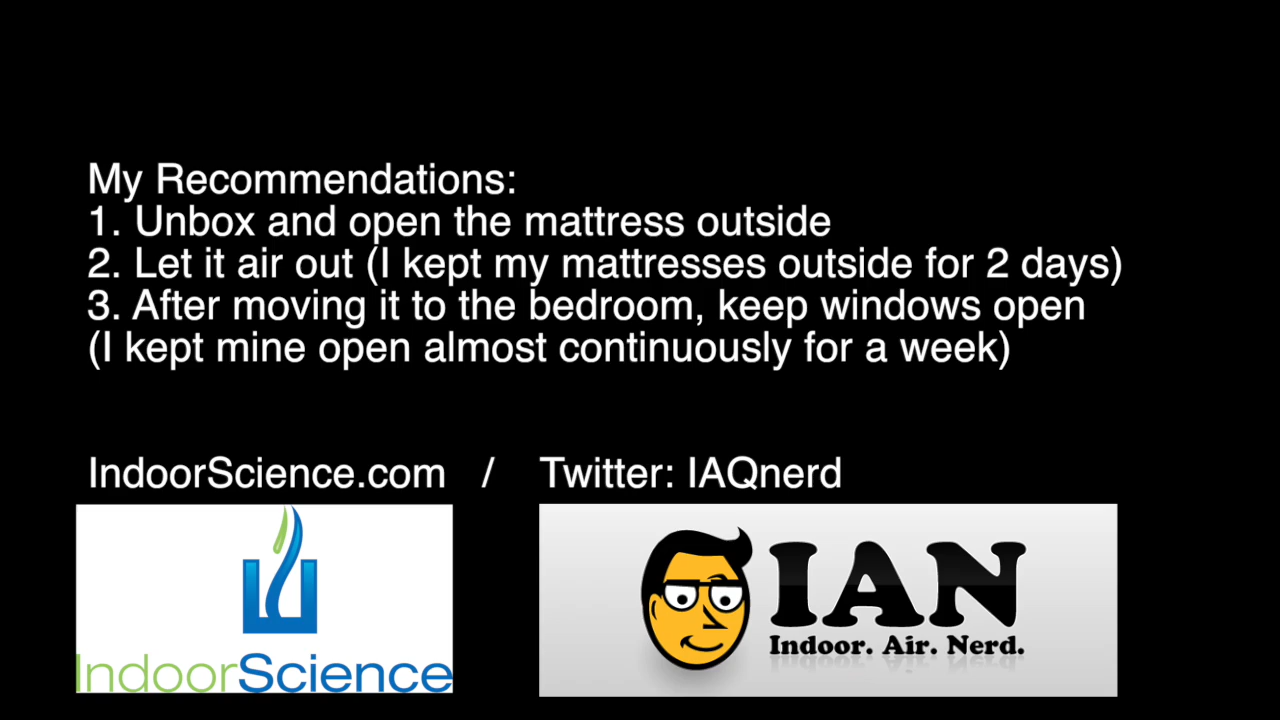 My Recommendations:
1. Unbox and open the mattress outside
2. Let it air out (I kept my mattresses outside for 2 days)
3. After moving it to the bedroom, keep windows open
(I kept mine open almost continuously for a week)
IndoorScience.com / Twitter: IAQnerd
IndoorScience
IAN
Indoor. Air. Nerd.